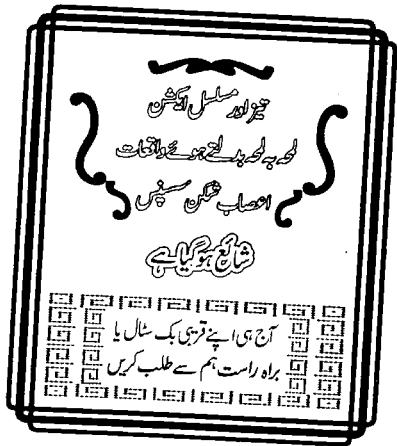 تیز اور مسلسل ایکشن
لمحہ بہ لمحہ بدلتے ہوئے واقعات
اعصاب شکن سسپنس
شائع ہو گیا ہے
آج ہی اپنے قریبی بک سٹال یا
براہ راست ہم سے طلب کریں